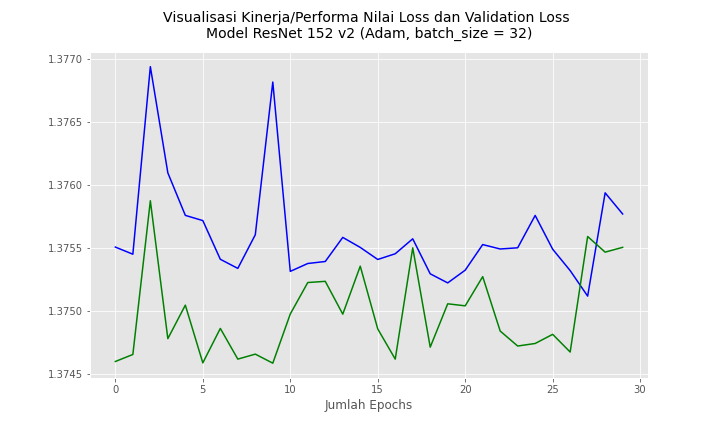 Visualisasi Kinerja/Performa Nilai Loss dan Validation Loss
Model ResNet 152 v2 (Adam, batch_size = 32)
1.3770
1.3765
1.3760
1.3755
1.3750
1.3745
0 5 10 15 20 25 30
Jumlah Epochs